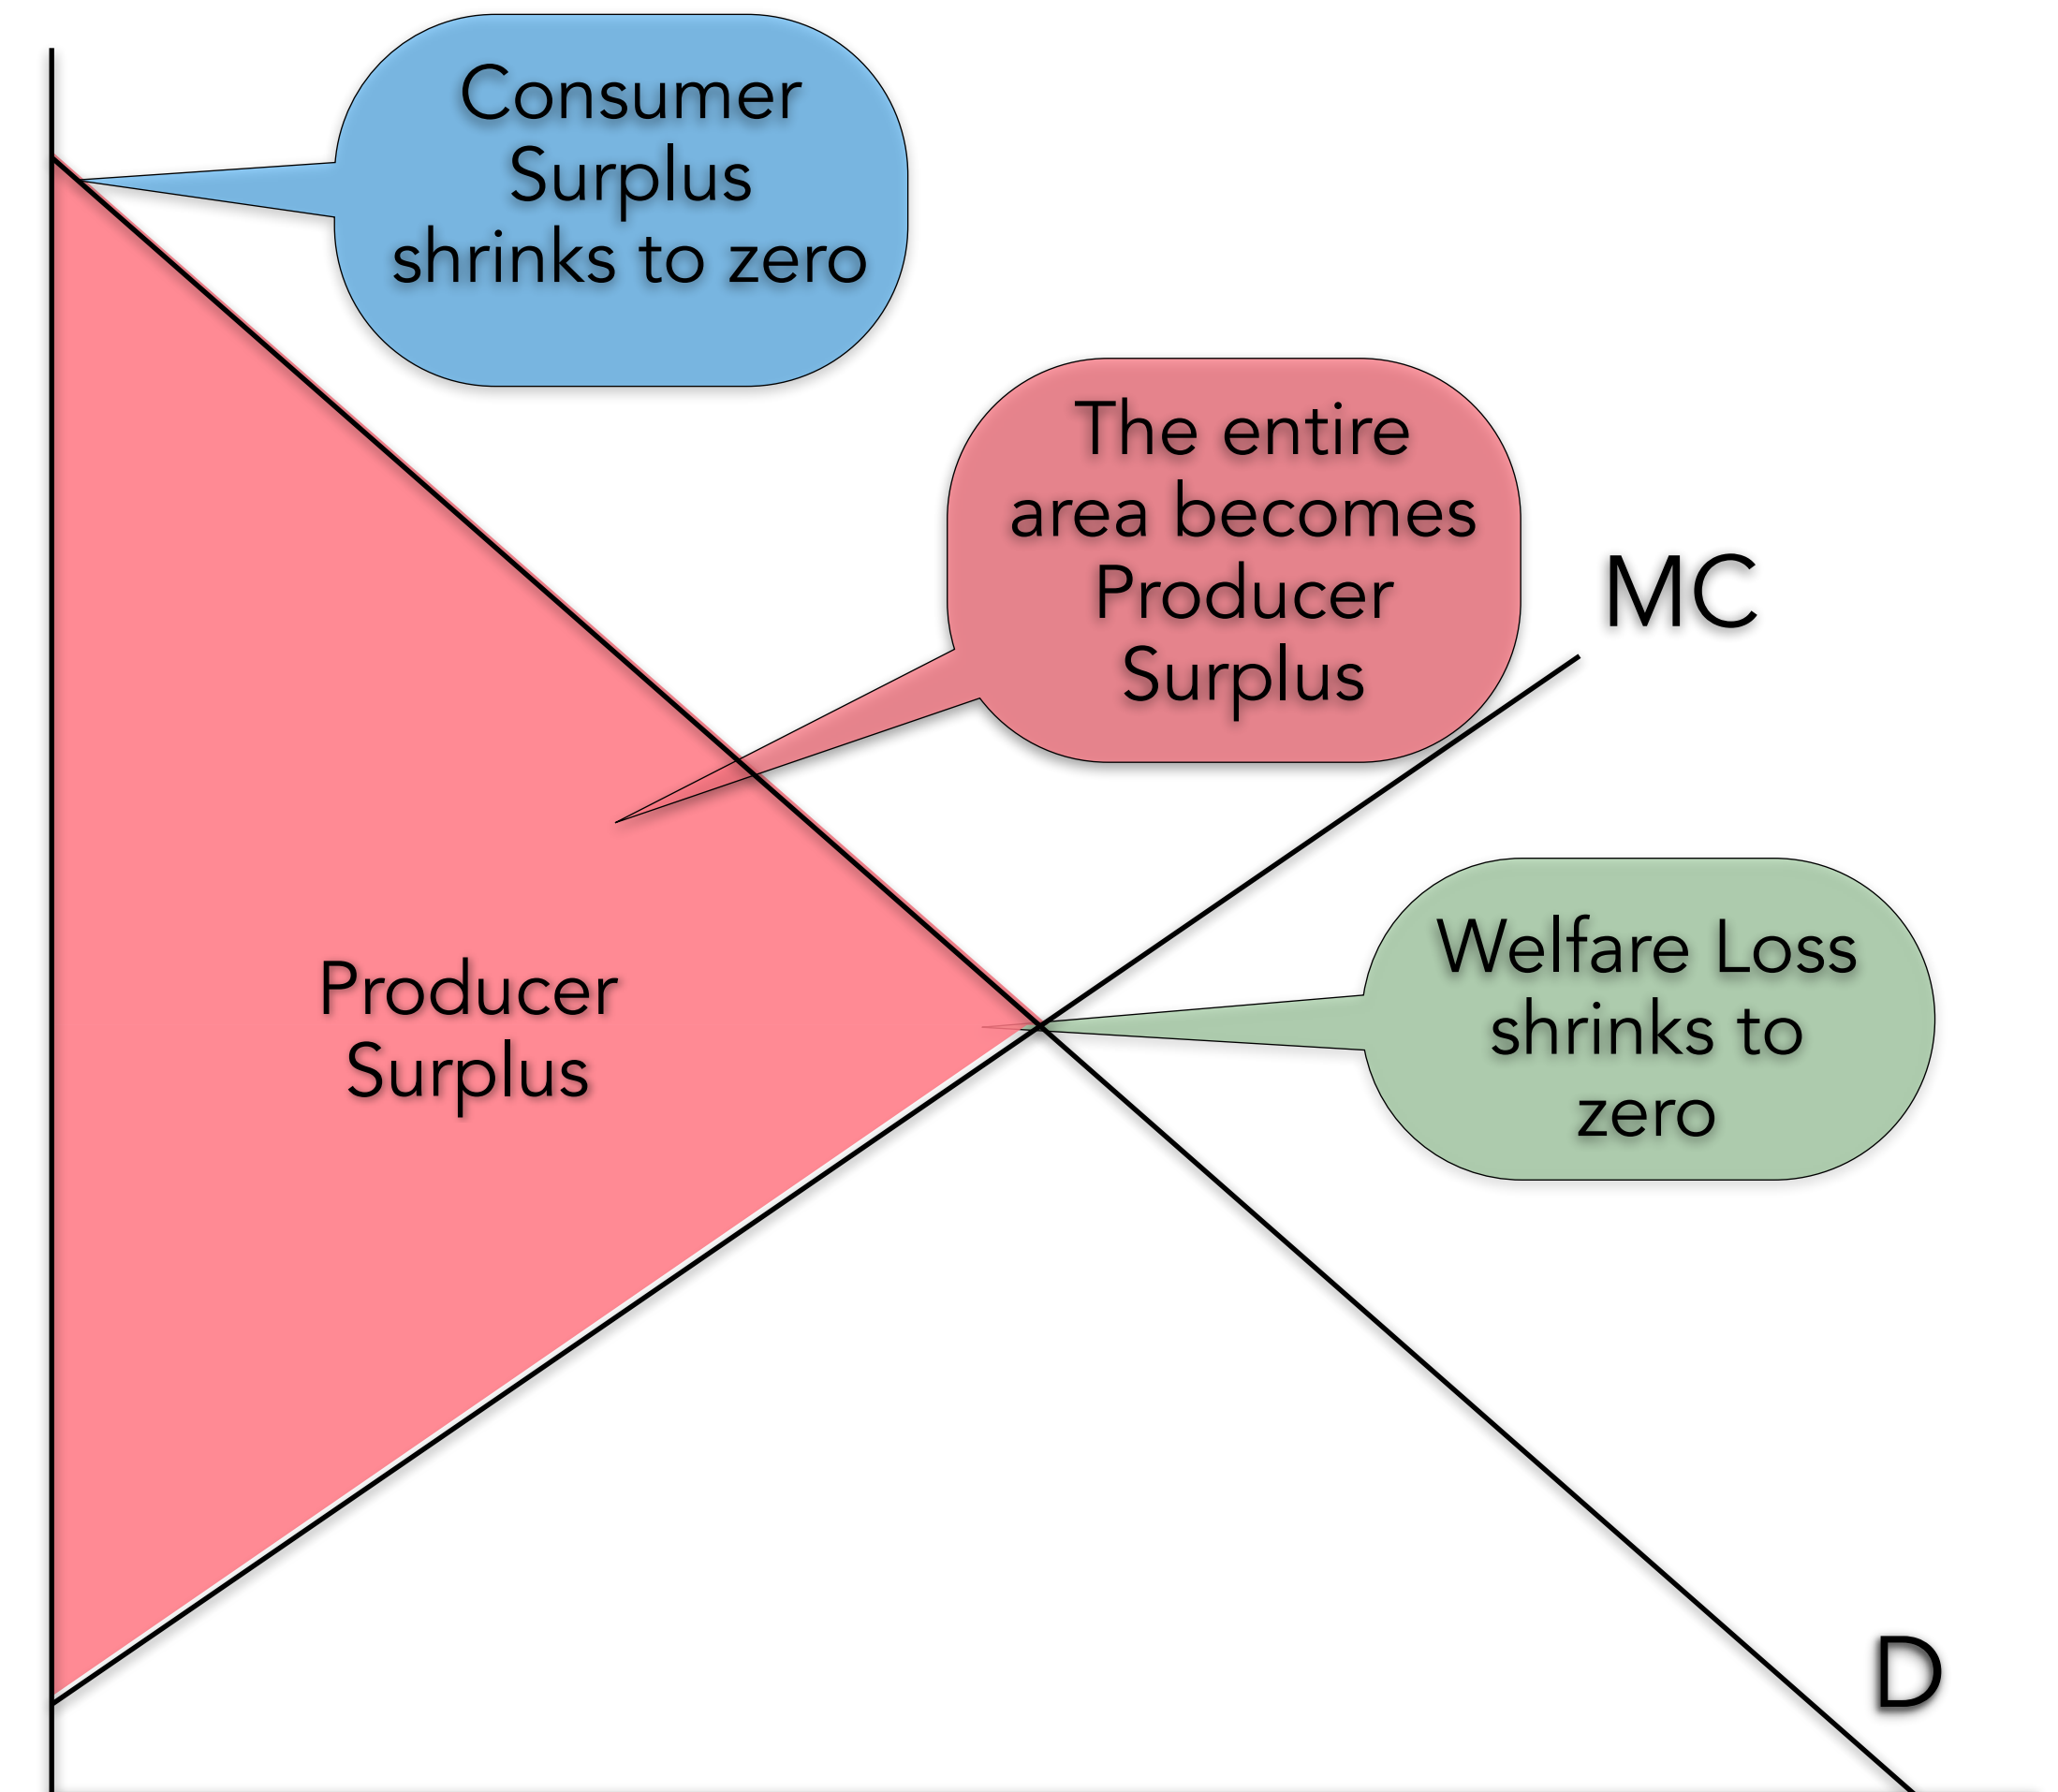 Consumer
Surplus
shrinks to zero
The entire
area becomes
Producer
Surplus
MC
Welfare Loss
shrinks to
zero
Producer
Surplus
D